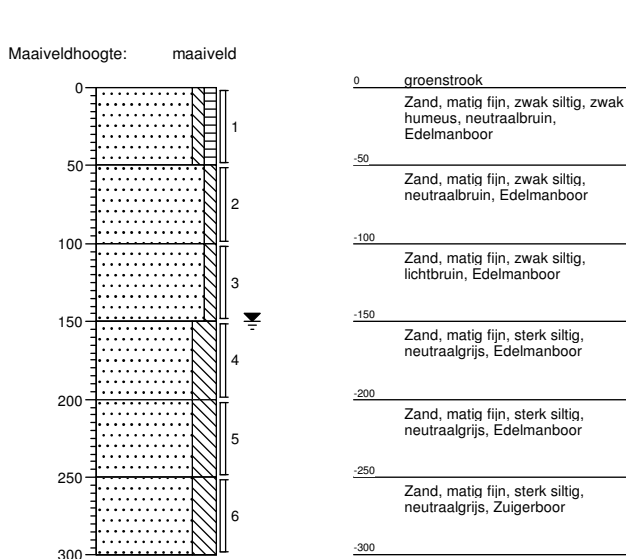 Maaiveldhoogte: maaiveld
0
50
100
150
200
250
300
1
2
3
4
5
6
0 groenstrook
Zand, matig fijn, zwak siltig, zwak
humeus, neutraalbruin,
Edelmanboor
-50
Zand, matig fijn, zwak siltig,
neutraalbruin, Edelmanboor
-100
Zand, matig fijn, zwak siltig,
lichtbruin, Edelmanboor
-150
Zand, matig fijn, sterk siltig,
neutraalgrijs, Edelmanboor
-200
Zand, matig fijn, sterk siltig,
neutraalgrijs, Edelmanboor
-250
Zand, matig fijn, sterk siltig,
neutraalgrijs, Zuigerboor
-300